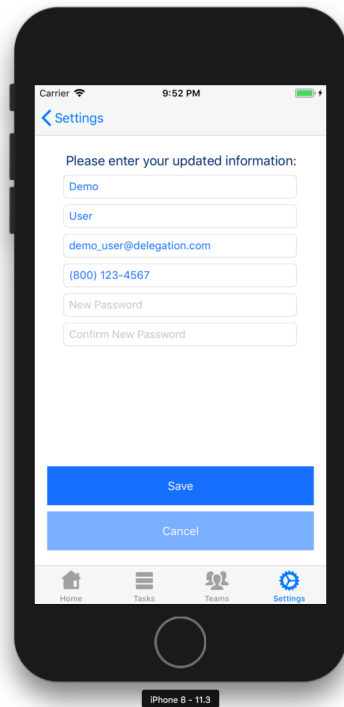 Carrier 9:52 PM
Settings
Please enter your updated information:
Demo
User
demo_user@delegation.com
(800) 123-4567
New Password
Confirm New Password
Save
Cancel
Home Tasks Teams Settings
iPhone 8 - 11.3